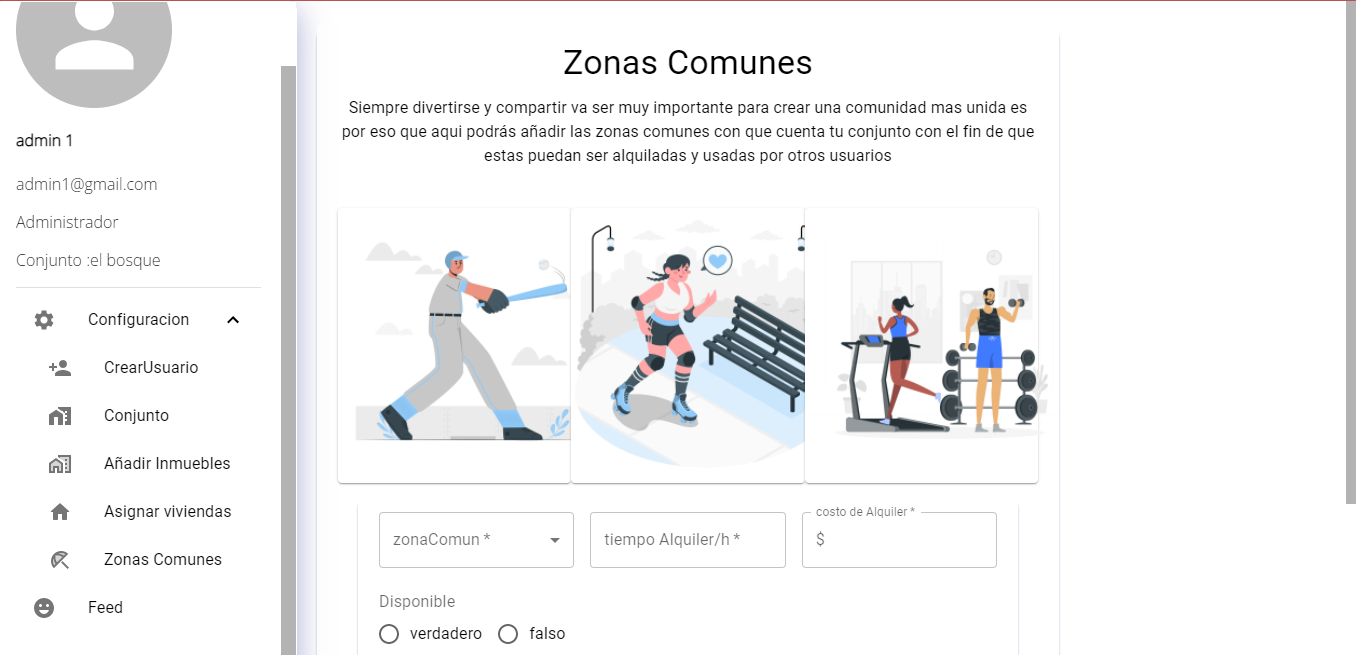 admin 1
admin1@gmail.com
Administrador
Conjunto :el bosque
Configuracion
CrearUsuario
Conjunto
Añadir Inmuebles
Asignar viviendas
Zonas Comunes
Feed
Zonas Comunes
Siempre divertirse y compartir va ser muy importante para crear una comunidad mas unida es
por eso que aqui podrás añadir las zonas comunes con que cuenta tu conjunto con el fin de que
estas puedan ser alquiladas y usadas por otros usuarios
zonaComun *
tiempo Alquiler/h *
costo de Alquiler *
$
Disponible
verdadero
falso